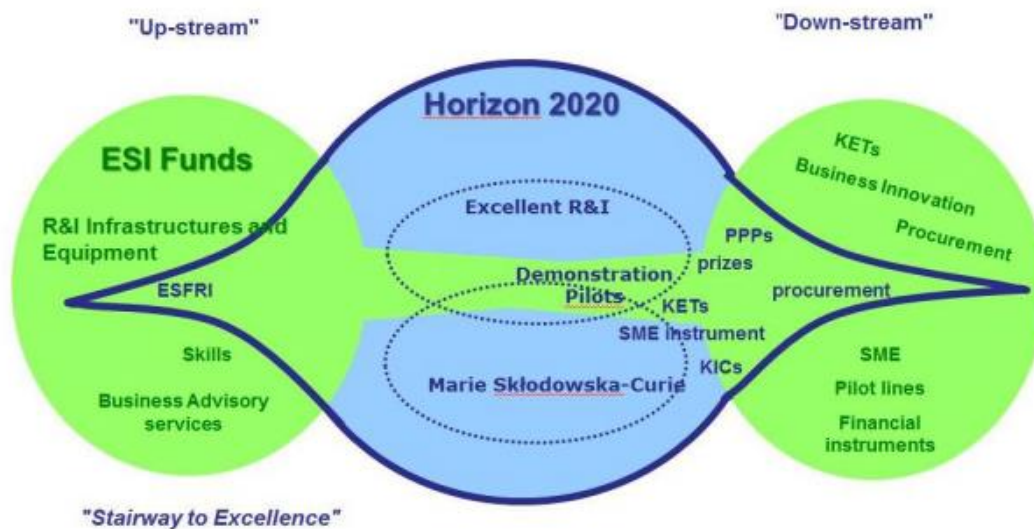 "Up-stream"
"Down-stream"
Horizon 2020
ESI Funds
R&I Infrastructures and
Equipment
ESFRI
Skills
Business Advisory
services
Excellent R&I
Demonstration
Pilots
Marie Skłodowska-Curie
PPPs
prizes
KETs
SME instrument
KICs
procurement
KETs
Business Innovation
Procurement
SME
Pilot lines
Financial
instruments
"Stairway to Excellence"